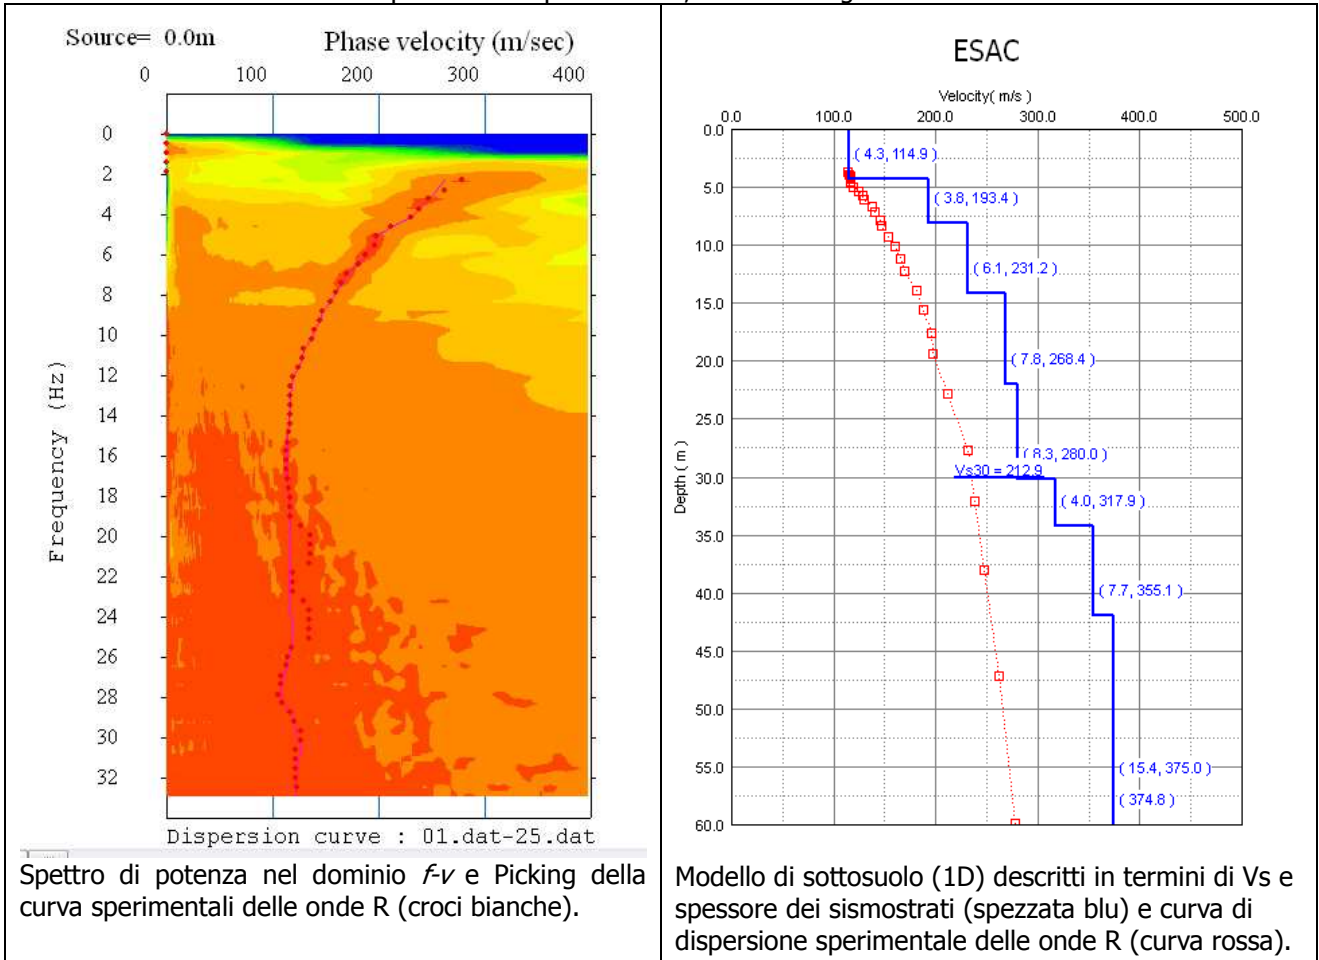 Source= 0.0m
Phase velocity (m/sec)
0 100 200 300 400
Frequency (Hz)
0
2
4
6
8
10
12
14
16
18
20
22
24
26
28
30
32
Dispersion curve : 01.dat-25.dat
Spettro di potenza nel dominio f-v e Picking della
curva sperimentali delle onde R (croci bianche).
ESAC
Velocity( m/s )
0.0 100.0 200.0 300.0 400.0 500.0
Depth ( m )
0.0
5.0
10.0
15.0
20.0
25.0
30.0
35.0
40.0
45.0
50.0
55.0
60.0
( 4.3, 114.9 )
( 3.8, 193.4 )
( 6.1, 231.2 )
( 7.8, 268.4 )
( 8.3, 280.0 )
Vs30 = 212.9
( 4.0, 317.9 )
( 7.7, 355.1 )
( 15.4, 375.0 )
( 374.8 )
Modello di sottosuolo (1D) descritti in termini di Vs e
spessore dei sismostrati (spezzata blu) e curva di
dispersione sperimentale delle onde R (curva rossa).